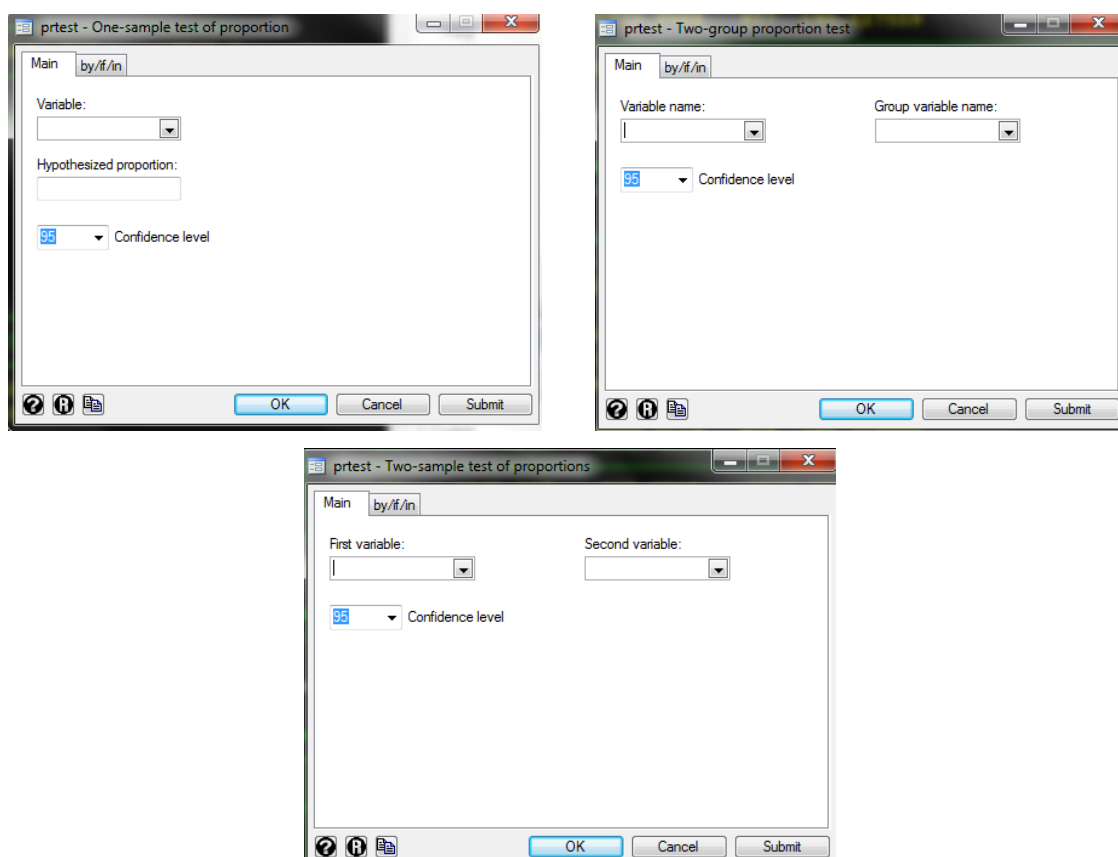 prtest - One-sample test of proportion
Main by/if/in
Variable:
Hypothesized proportion:
95 Confidence level
OK Cancel Submit
prtest - Two-group proportion test
Main by/if/in
Variable name: Group variable name:
95 Confidence level
OK Cancel Submit
prtest - Two-sample test of proportions
Main by/if/in
First variable: Second variable:
95 Confidence level
OK Cancel Submit